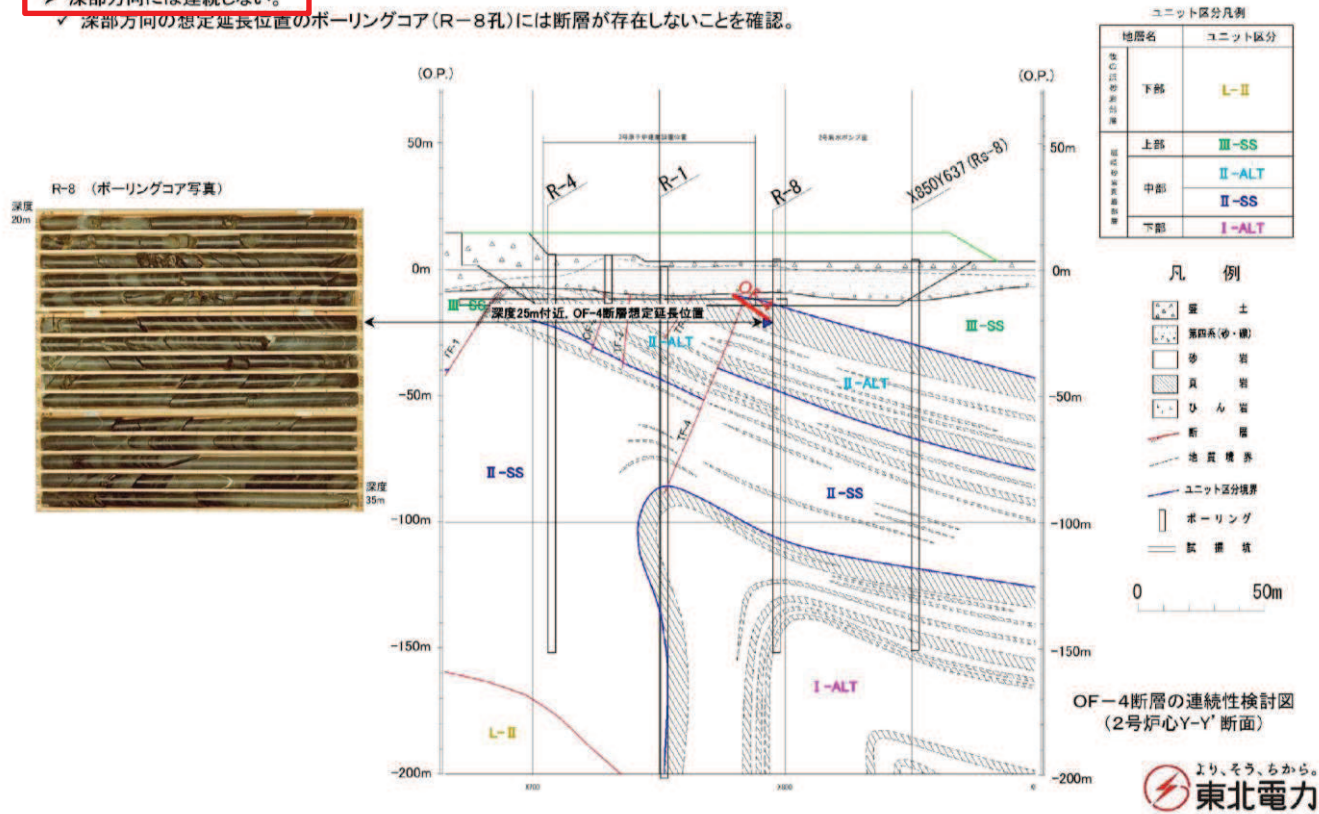 ➤ 深部方向には連続しない。
✓ 深部方向の想定延長位置のボーリングコア(R－8孔)には断層が存在しないことを確認。
ユニット区分凡例
地層名 ユニット区分
下部 L-Ⅱ
上部 Ⅲ-SS
中部 Ⅱ-ALT
Ⅱ-SS
下部 Ⅰ-ALT
(O.P.) (O.P.)
50m 50m
R-4 R-1 R-8 X850Y637(Rs-8)
R-8 (ボーリングコア写真)
深度
20m
深度
35m
0m 0m
Ⅲ-SS
深度25m付近，OF-4断層想定延長位置
Ⅲ-SS
TF-1
Ⅱ-ALT
Ⅱ-ALT
TF-4
-50m -50m
Ⅱ-SS
Ⅱ-SS
-100m -100m
-150m -150m
Ⅰ-ALT
L-Ⅱ
-200m -200m
凡 例
盛 土
第四系(砂・礫)
砂 岩
頁 岩
ひ ん 岩
断 層
地 質 境 界
ユニット区分境界
ボ ー リ ン グ
試 掘 坑
0 50m
OF－4断層の連続性検討図
(2号炉心Y-Y’断面)
より、そう、ちから。
東北電力